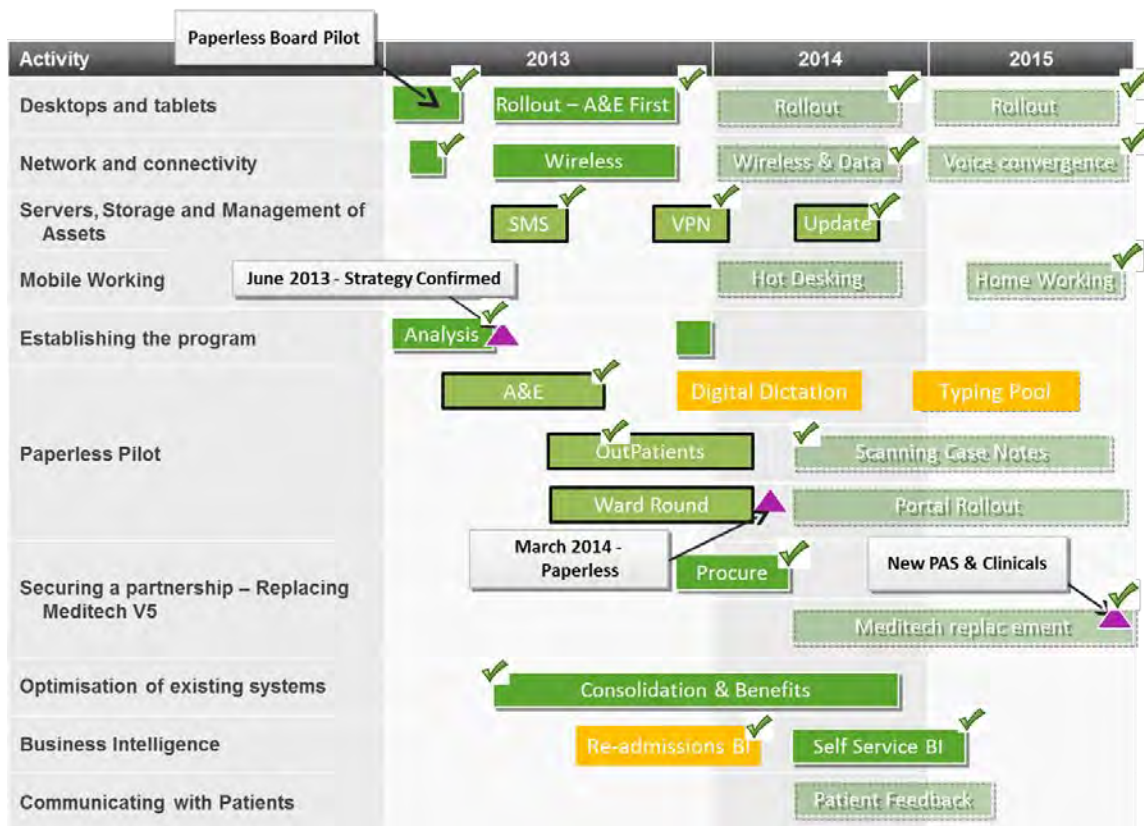 Paperless Board Pilot
Activity 2013 2014 2015
Desktops and tablets Rollout – A&E First Rollout Rollout
Network and connectivity Wireless Wireless & Data Voice convergence
Servers, Storage and Management of
Assets
SMS VPN Update
Mobile Working Hot Desking Home Working
June 2013 - Strategy Confirmed
Establishing the program Analysis
A&E Digital Dictation Typing Pool
Paperless Pilot OutPatients Scanning Case Notes
Ward Round Portal Rollout
March 2014 -
Paperless
New PAS & Clinicals
Securing a partnership – Replacing
Meditech V5
Procure
Meditech replacement
Optimisation of existing systems Consolidation & Benefits
Business Intelligence Re-admissions BI Self Service BI
Communicating with Patients Patient Feedback